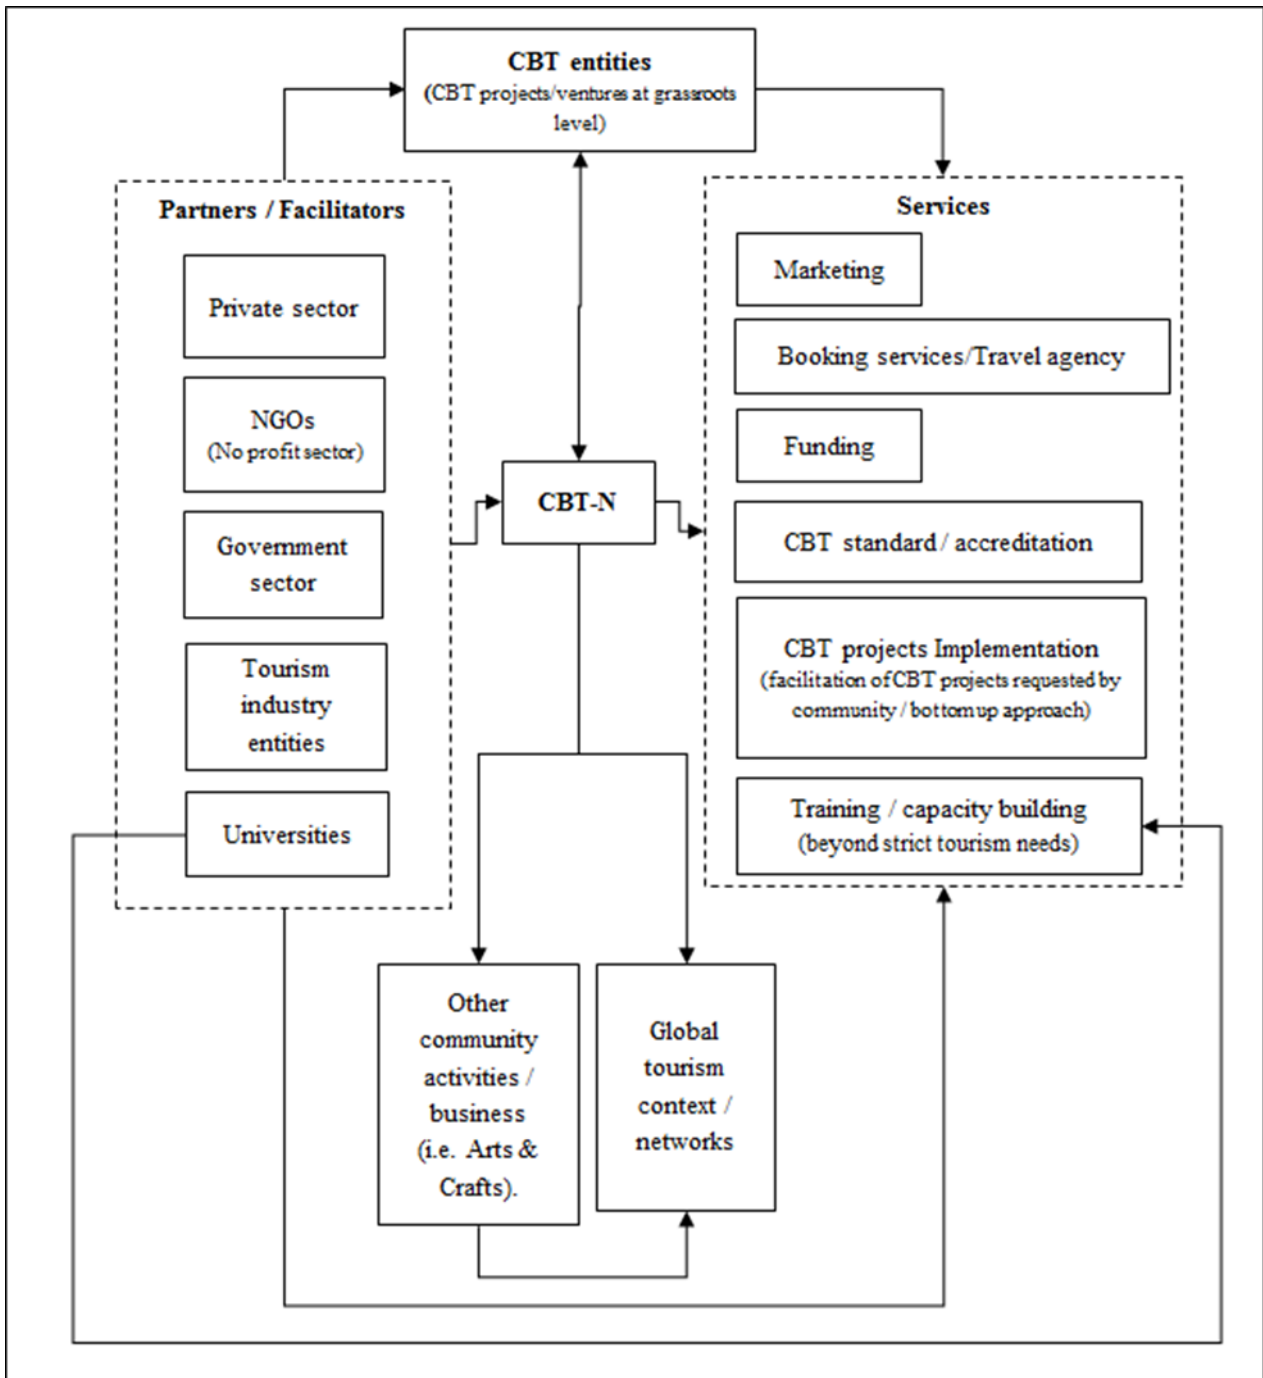 CBT entities
(CBT projects/ventures at grassroots
level)
Partners / Facilitators
Private sector
NGOs
(No profit sector)
Government
sector
Tourism
industry
entities
Universities
CBT-N
Services
Marketing
Booking services/Travel agency
Funding
CBT standard / accreditation
CBT projects Implementation
(facilitation of CBT projects requested by
community / bottom up approach)
Training / capacity building
(beyond strict tourism needs)
Other
community
activities /
business
(i.e. Arts &
Crafts).
Global
tourism
context /
networks